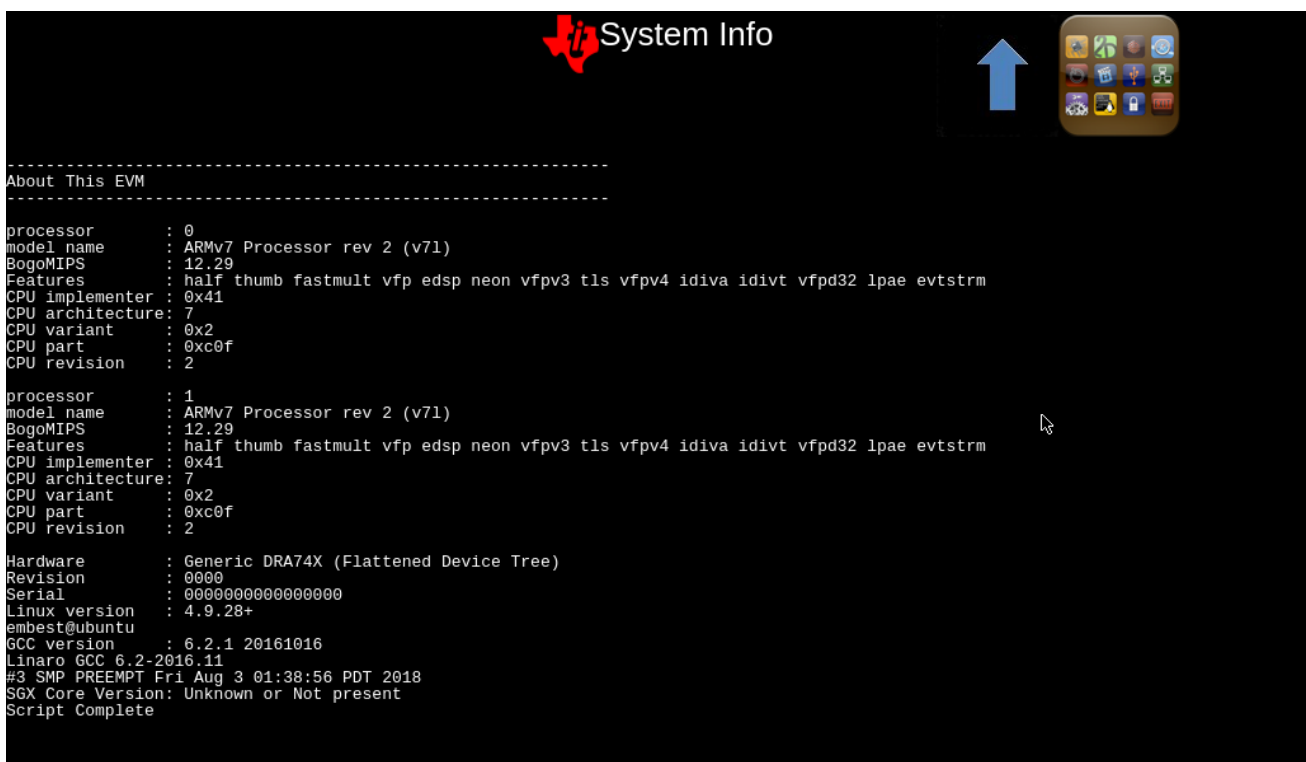 System Info
-------------------------------------------------------------
About This EVM
-------------------------------------------------------------
processor       : 0
model name      : ARMv7 Processor rev 2 (v7l)
BogoMIPS        : 12.29
Features        : half thumb fastmult vfp edsp neon vfpv3 tls vfpv4 idiva idivt vfpd32 lpae evtstrm
CPU implementer : 0x41
CPU architecture: 7
CPU variant     : 0x2
CPU part        : 0xc0f
CPU revision    : 2
processor       : 1
model name      : ARMv7 Processor rev 2 (v7l)
BogoMIPS        : 12.29
Features        : half thumb fastmult vfp edsp neon vfpv3 tls vfpv4 idiva idivt vfpd32 lpae evtstrm
CPU implementer : 0x41
CPU architecture: 7
CPU variant     : 0x2
CPU part        : 0xc0f
CPU revision    : 2
Hardware        : Generic DRA74X (Flattened Device Tree)
Revision        : 0000
Serial          : 0000000000000000
Linux version   : 4.9.28+
embest@ubuntu
GCC version     : 6.2.1 20161016
Linaro GCC 6.2-2016.11
#3 SMP PREEMPT Fri Aug 3 01:38:56 PDT 2018
SGX Core Version: Unknown or Not present
Script Complete